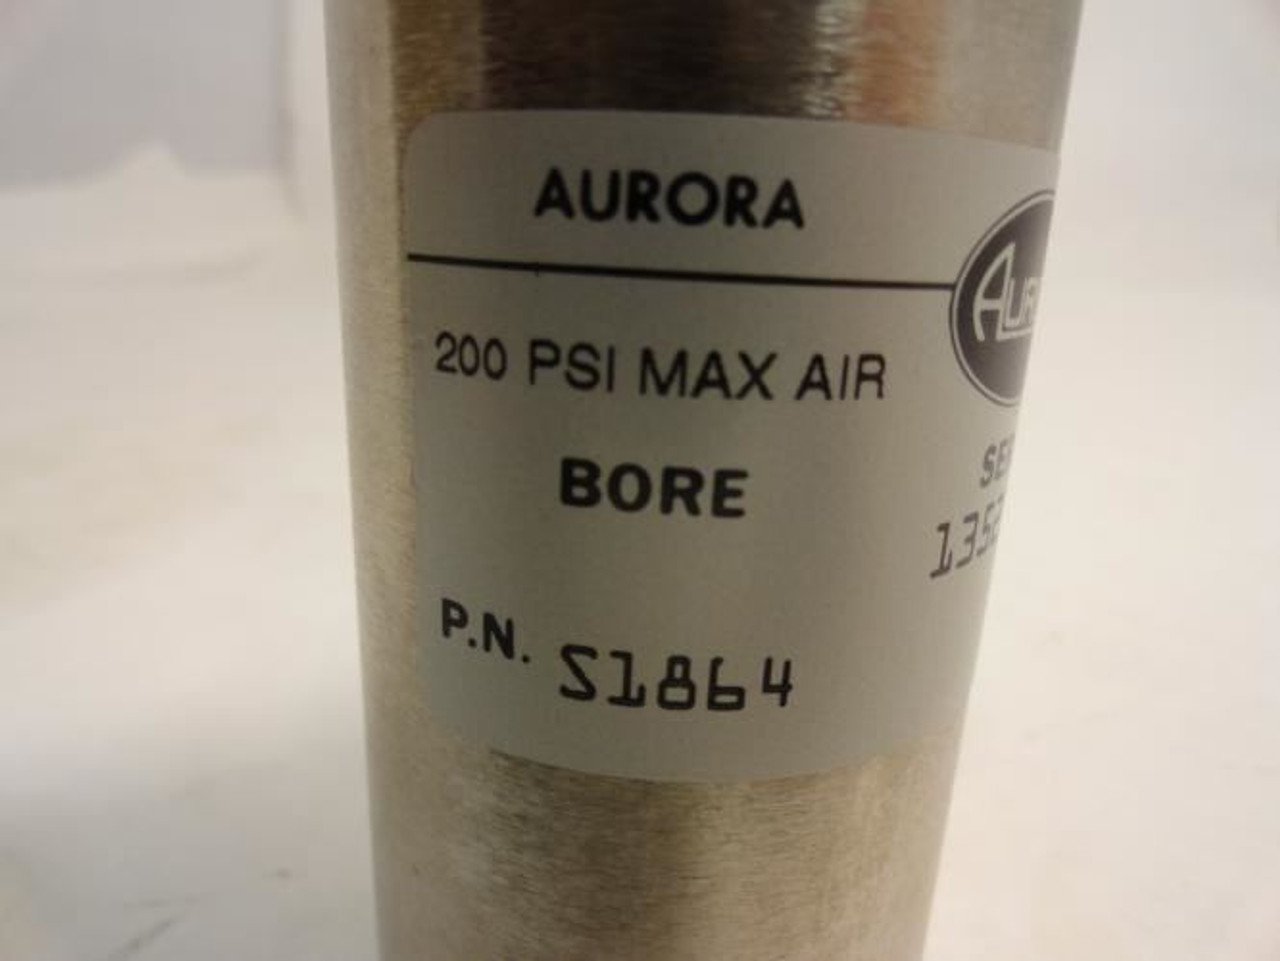 AURORA
200 PSI MAX AIR
BORE
P.N. S1864